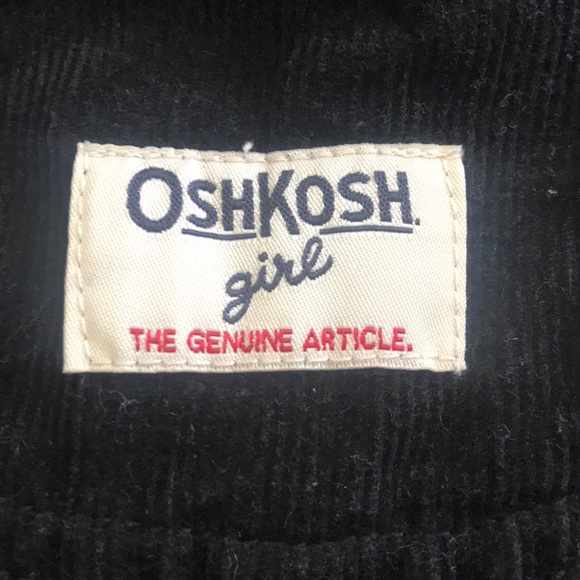 OSHKOSH.
girl
THE GENUINE ARTICLE.